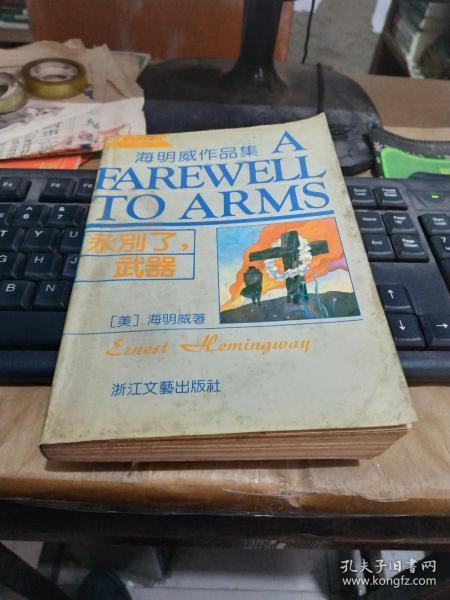 海明威作品集
A
FAREWELL
TO ARMS
永别了,
武器
[美] 海明威著
Ernest Hemingway
浙江文藝出版社
孔夫子旧书网
www.kongfz.com